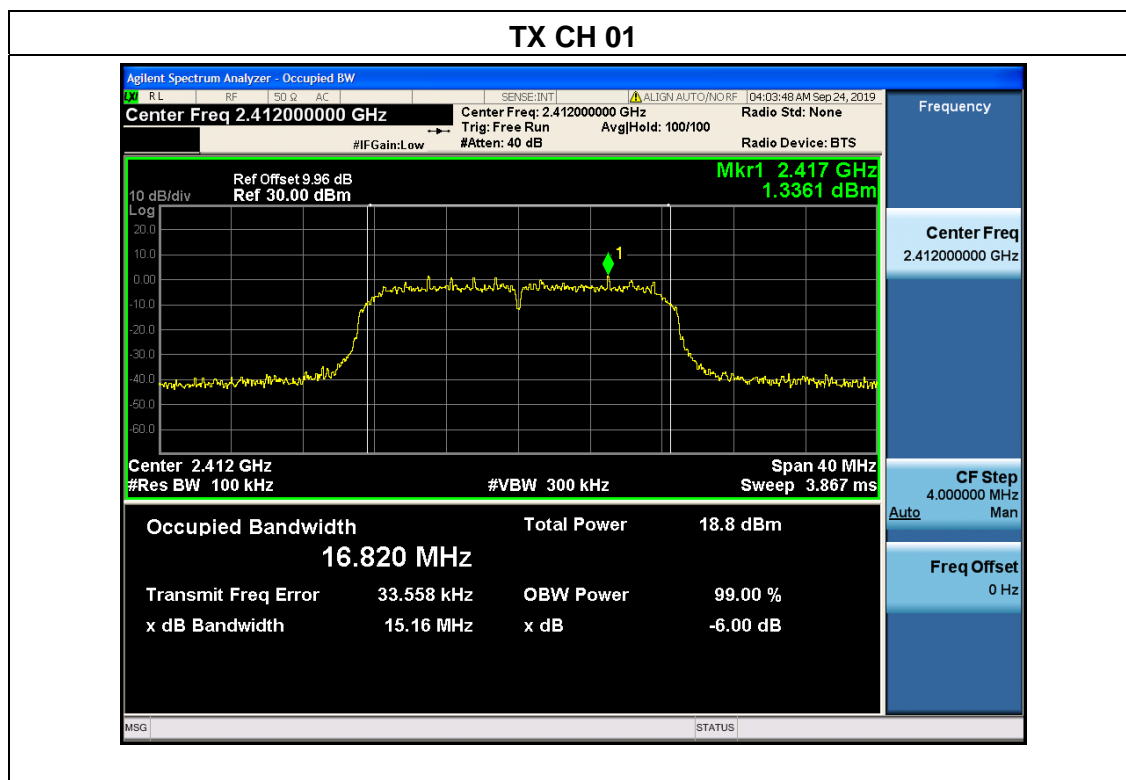 TX CH 01
Agilent Spectrum Analyzer - Occupied BW
LXI RL RF 50 Ω AC SENSE:INT ALIGN AUTO/NO RF 04:03:48 AM Sep 24, 2019
Center Freq 2.412000000 GHz
Center Freq: 2.412000000 GHz
Radio Std: None
Trig: Free Run Avg|Hold: 100/100
#IFGain:Low
#Atten: 40 dB
Radio Device: BTS
Mkr1 2.417 GHz
1.3361 dBm
Ref Offset 9.96 dB
10 dB/div Ref 30.00 dBm
Log
20.0
10.0
0.00
-10.0
-20.0
-30.0
-40.0
-50.0
-60.0
1
Center 2.412 GHz
Span 40 MHz
#Res BW 100 kHz
#VBW 300 kHz
Sweep 3.867 ms
Occupied Bandwidth
16.820 MHz
Total Power 18.8 dBm
Transmit Freq Error 33.558 kHz
OBW Power 99.00 %
x dB Bandwidth 15.16 MHz
x dB -6.00 dB
Frequency
Center Freq
2.412000000 GHz
CF Step
4.000000 MHz
Auto Man
Freq Offset
0 Hz
MSG
STATUS